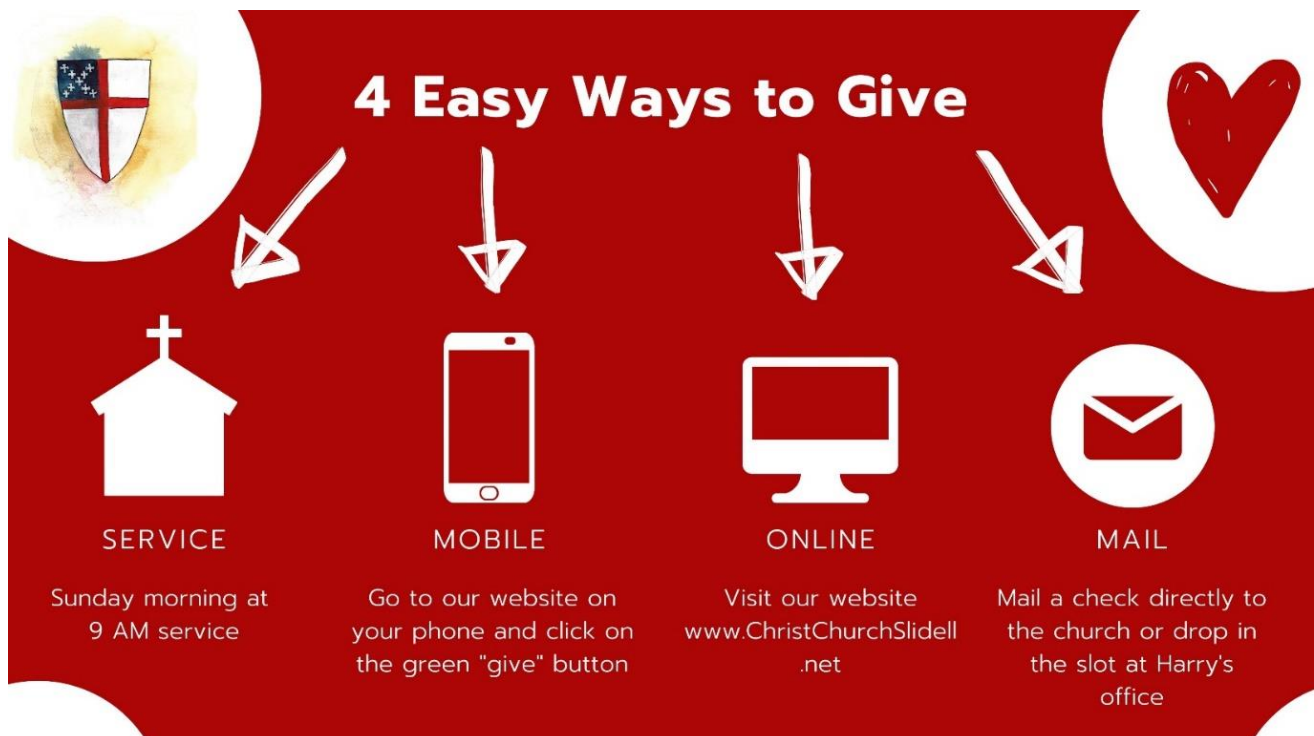 4 Easy Ways to Give
SERVICE
Sunday morning at
9 AM service
MOBILE
Go to our website on
your phone and click on
the green "give" button
ONLINE
Visit our website
www.ChristChurchSlidell
.net
MAIL
Mail a check directly to
the church or drop in
the slot at Harry's
office